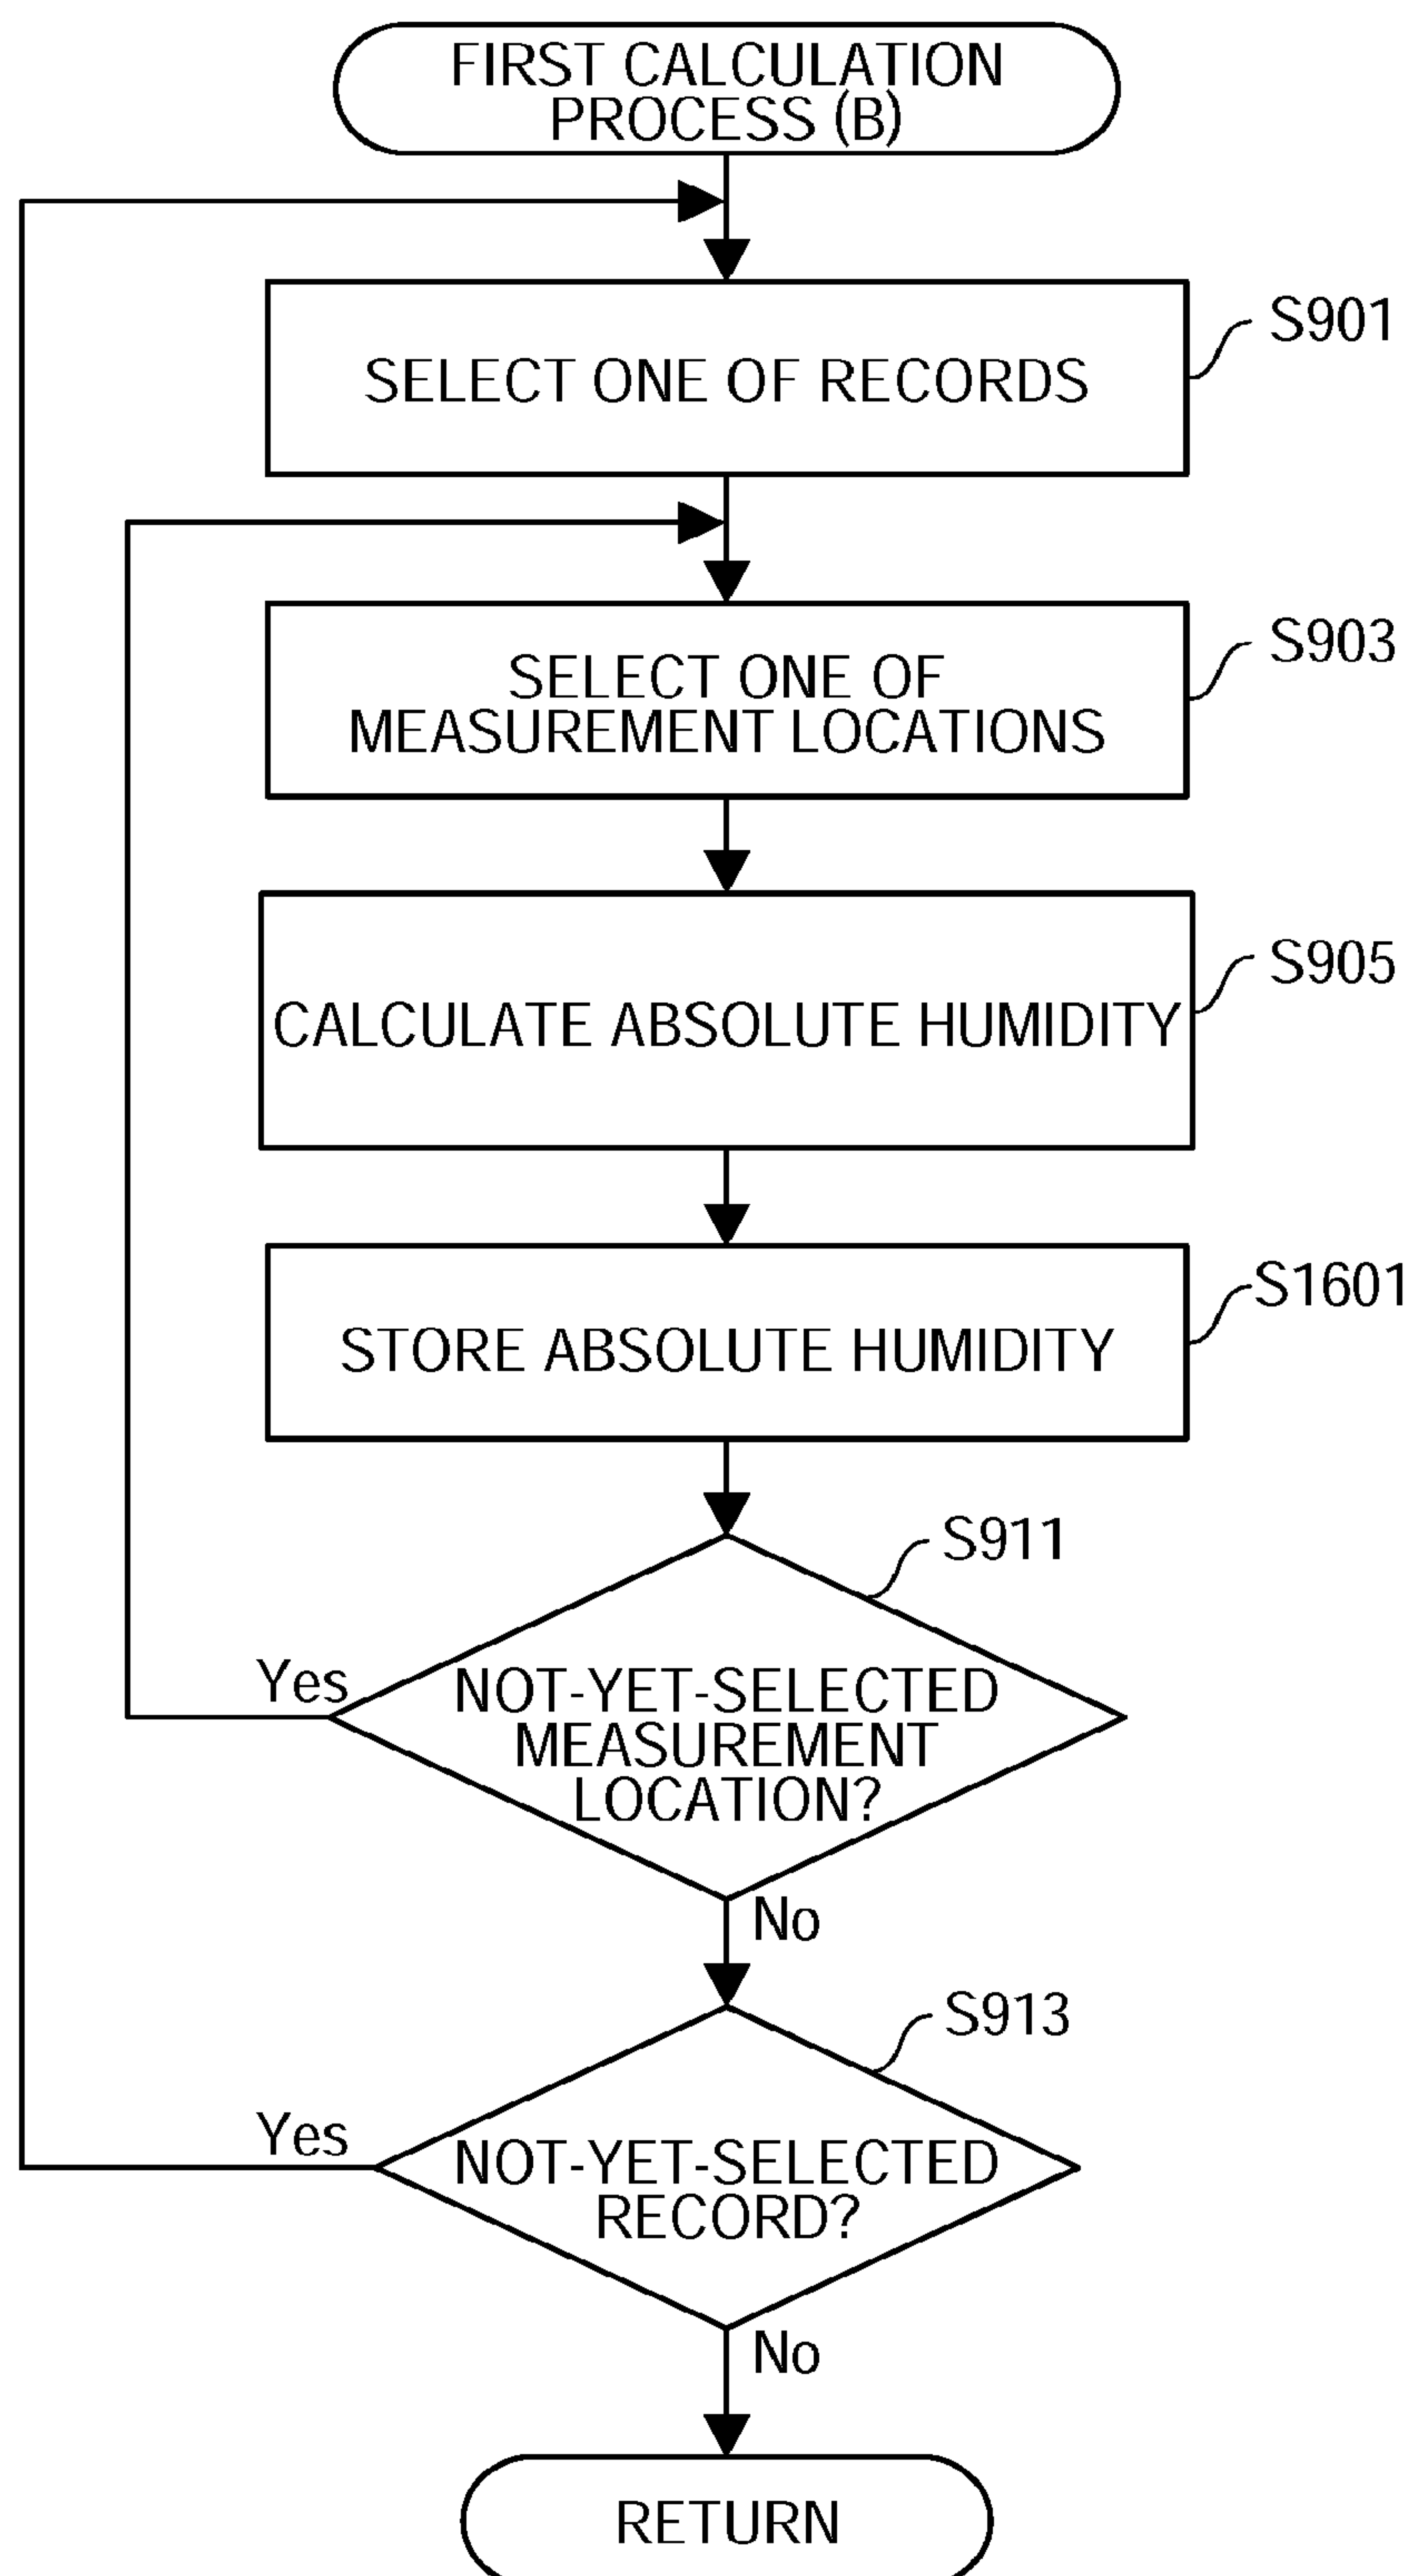 FIRST CALCULATION
PROCESS (B)
SELECT ONE OF RECORDS
S901
SELECT ONE OF
MEASUREMENT LOCATIONS
S903
CALCULATE ABSOLUTE HUMIDITY
S905
STORE ABSOLUTE HUMIDITY
S1601
S911
Yes
NOT-YET-SELECTED
MEASUREMENT
LOCATION?
No
S913
Yes
NOT-YET-SELECTED
RECORD?
No
RETURN